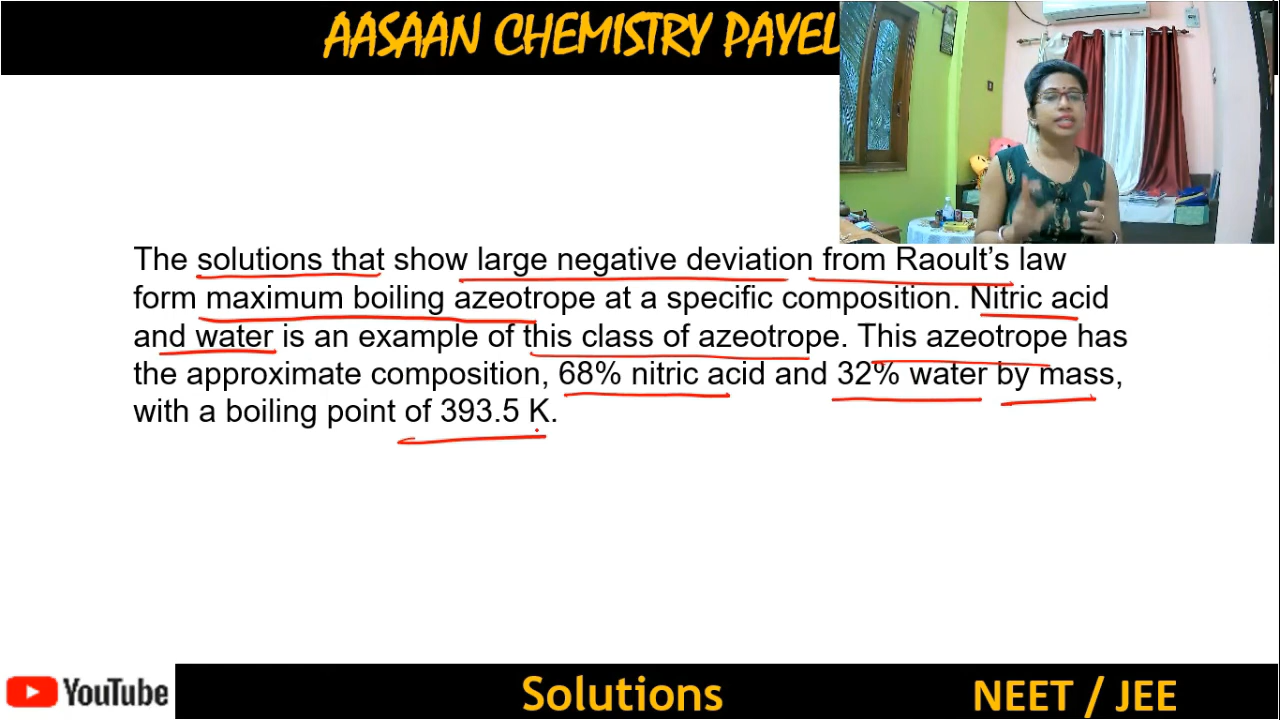 AASAAN CHEMISTRY PAYEL
The solutions that show large negative deviation from Raoult’s law
form maximum boiling azeotrope at a specific composition. Nitric acid
and water is an example of this class of azeotrope. This azeotrope has
the approximate composition, 68% nitric acid and 32% water by mass,
with a boiling point of 393.5 K.
YouTube
Solutions
NEET / JEE